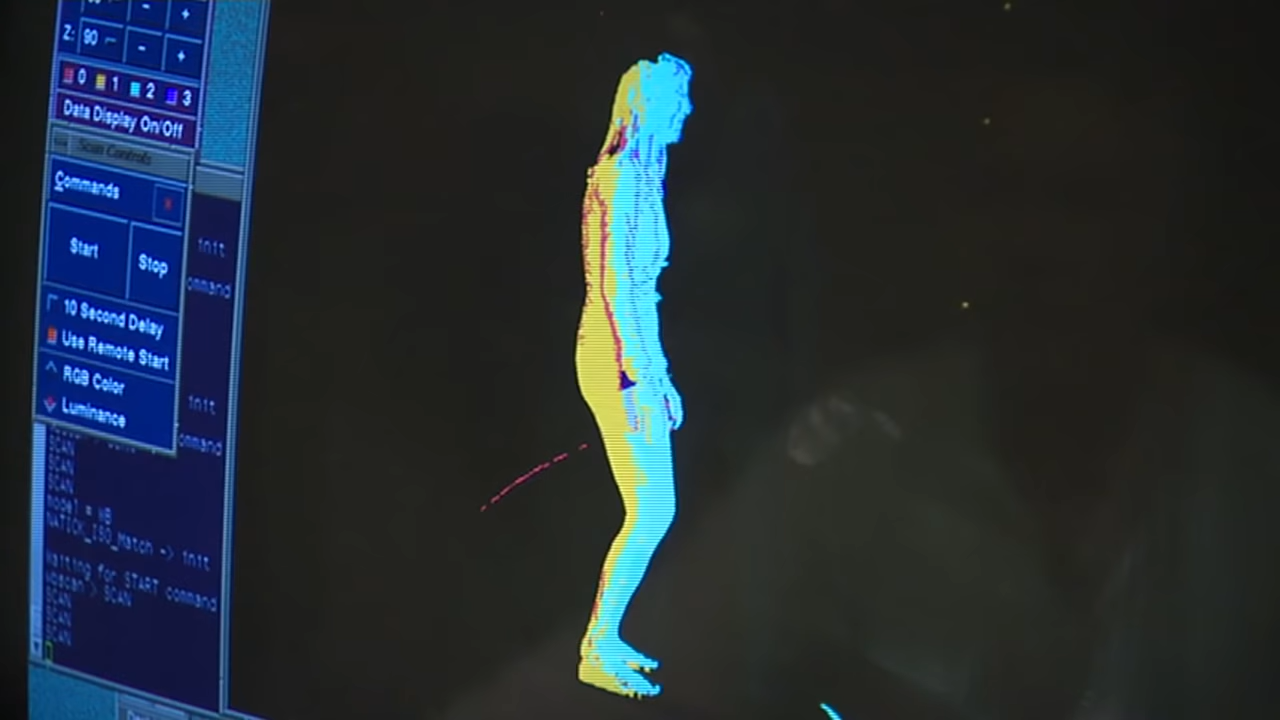 Z: 90 - +
0 1 2 3
Data Display On/Off
Scan Controls
Commands
Start
Stop
init
ommand
10 Second Delay
Use Remote Start
RGB Color
Luminance
init
ommand
SCAN
SCAN
SCAN
model = WB
NATICK_ISO_Match -> init
Waiting for START command
wbscan> SCAN
SCAN
SCAN
SCAN